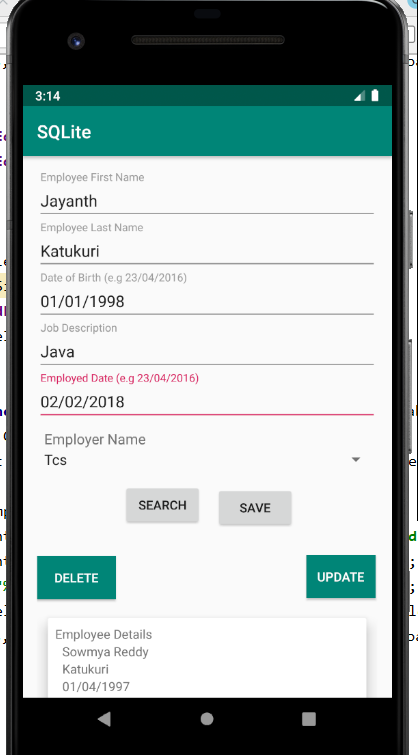 3:14
SQLite
Employee First Name
Jayanth
Employee Last Name
Katukuri
Date of Birth (e.g 23/04/2016)
01/01/1998
Job Description
Java
Employed Date (e.g 23/04/2016)
02/02/2018
Employer Name
Tcs
SEARCH
SAVE
DELETE
UPDATE
Employee Details
Sowmya Reddy
Katukuri
01/04/1997